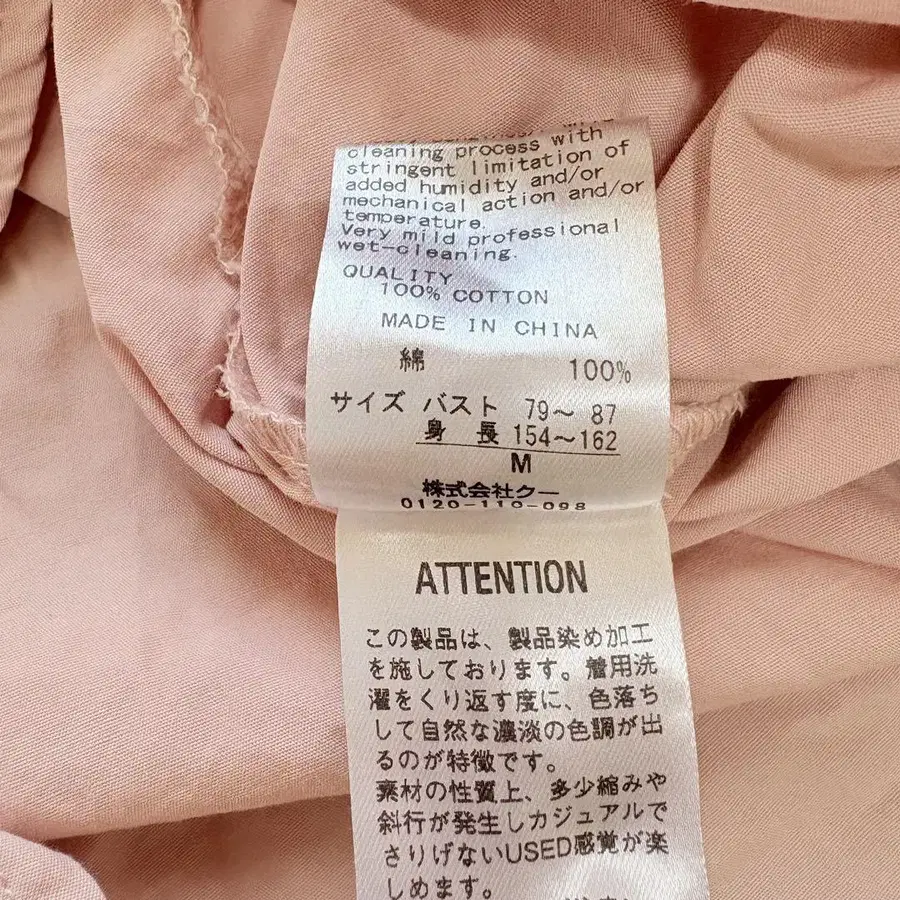 cleaning process with
stringent limitation of
added humidity and/or
mechanical action and/or
temperature.
Very mild professional
wet-cleaning.
QUALITY
100% COTTON
MADE IN CHINA
綿 100%
サイズ バスト 79～ 87
身 長 154～162
M
株式会社クー
0120-110-098
ATTENTION
この製品は、製品染め加工
を施しております。着用洗
濯をくり返す度に、色落ち
して自然な濃淡の色調が出
るのが特徴です。
素材の性質上、多少縮みや
斜行が発生しカジュアルで
さりげないUSED感覚が楽
しめます。